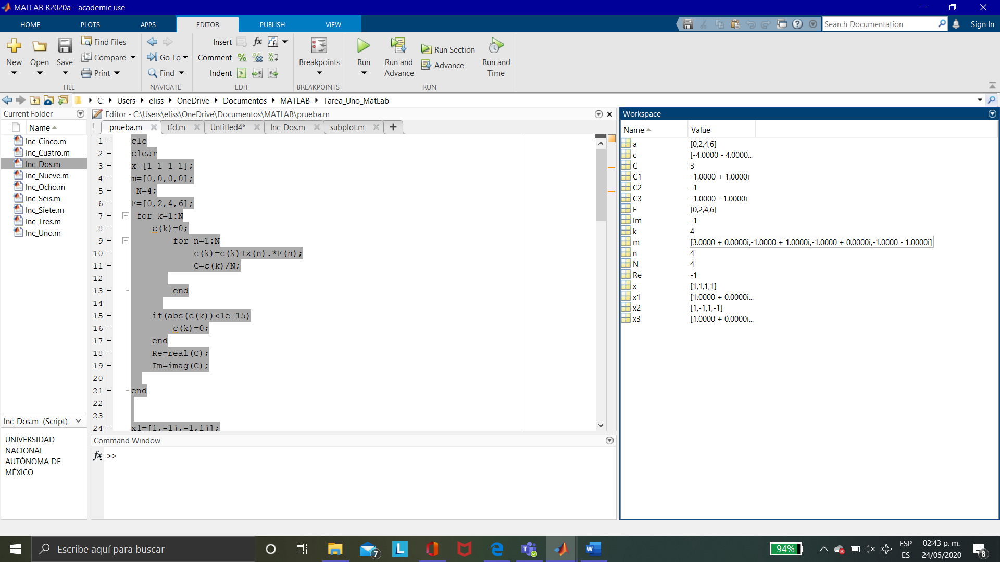 MATLAB R2020a - academic use
HOME PLOTS APPS EDITOR PUBLISH VIEW
Search Documentation
Sign In
New
Open
Save
Find Files
Compare
Print
FILE
Go To
Find
NAVIGATE
Insert
Comment
Indent
EDIT
Breakpoints
BREAKPOINTS
Run
Run and Advance
Run Section
Advance
Run and Time
RUN
C: Users eliss OneDrive Documentos MATLAB Tarea_Uno_MatLab
Current Folder
Name
Inc_Cinco.m
Inc_Cuatro.m
Inc_Dos.m
Inc_Nueve.m
Inc_Ocho.m
Inc_Seis.m
Inc_Siete.m
Inc_Tres.m
Inc_Uno.m
Inc_Dos.m (Script)
UNIVERSIDAD
NACIONAL
AUTÓNOMA DE
MÉXICO
Editor - C:\Users\eliss\OneDrive\Documentos\MATLAB\prueba.m
prueba.m tfd.m Untitled4* Inc_Dos.m subplot.m
1 clc
2 clear
3 x=[1 1 1 1];
4 m=[0,0,0,0];
5 N=4;
6 F=[0,2,4,6];
7 for k=1:N
8 c(k)=0;
9 for n=1:N
10 c(k)=c(k)+x(n).*F(n);
11 C=c(k)/N;
12
13 end
14
15 if(abs(c(k))<1e-15)
16 c(k)=0;
17 end
18 Re=real(C);
19 Im=imag(C);
20
21 end
22
23
24 x1=[1,-1j,-1,1j];
Command Window
fx >>
Workspace
Name Value
a [0,2,4,6]
c [-4.0000 - 4.0000...
C 3
C1 -1.0000 + 1.0000i
C2 -1
C3 -1.0000 - 1.0000i
F [0,2,4,6]
Im -1
k 4
m [3.0000 + 0.0000i,-1.0000 + 1.0000i,-1.0000 + 0.0000i,-1.0000 - 1.0000i]
n 4
N 4
Re -1
x [1,1,1,1]
x1 [1.0000 + 0.0000i...
x2 [1,-1,1,-1]
x3 [1.0000 + 0.0000i...
Escribe aquí para buscar
7
94%
ESP
ES
02:43 p. m.
24/05/2020
8